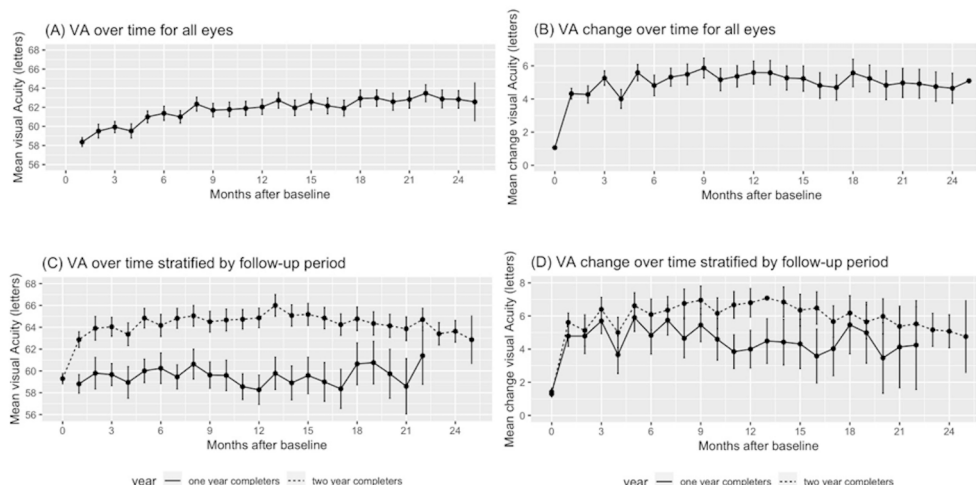 (A) VA over time for all eyes
Mean visual Acuity (letters)
68
66
64
62
60
58
56
0 3 6 9 12 15 18 21 24
Months after baseline
(B) VA change over time for all eyes
Mean change visual Acuity (letters)
6
4
2
0
0 3 6 9 12 15 18 21 24
Months after baseline
(C) VA over time stratified by follow-up period
Mean visual Acuity (letters)
68
66
64
62
60
58
56
0 3 6 9 12 15 18 21 24
Months after baseline
year one year completers two year completers
(D) VA change over time stratified by follow-up period
Mean change visual Acuity (letters)
8
6
4
2
0
0 3 6 9 12 15 18 21 24
Months after baseline
year one year completers two year completers